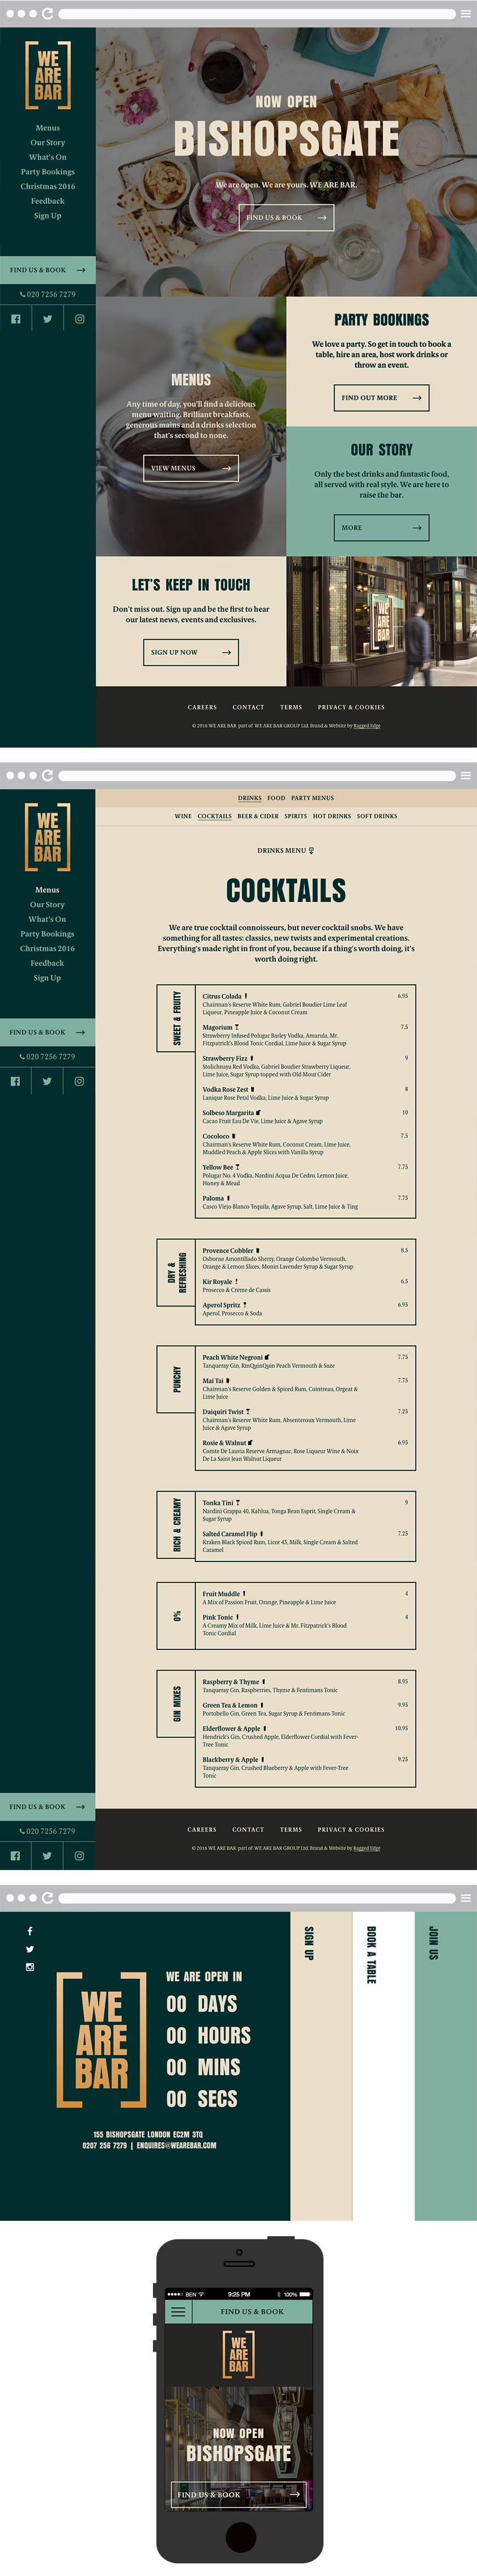 WE
ARE
BAR
Menus
Our Story
What's On
Party Bookings
Christmas 2016
Feedback
Sign Up
FIND US & BOOK
020 7256 7279
NOW OPEN
BISHOPSGATE
We are open. We are yours. WE ARE BAR.
FIND US & BOOK
MENUS
Any time of day, you'll find a delicious
menu waiting. Brilliant breakfasts,
generous mains and a drinks selection
that's second to none.
VIEW MENUS
PARTY BOOKINGS
We love a party. So get in touch to book a
table, hire an area, host work drinks or
throw an event.
FIND OUT MORE
OUR STORY
Only the best drinks and fantastic food,
all served with real style. We are here to
raise the bar.
MORE
LET'S KEEP IN TOUCH
Don't miss out. Sign up and be the first to hear
our latest news, events and exclusives.
SIGN UP NOW
WE
ARE
BAR
CAREERS CONTACT TERMS PRIVACY & COOKIES
© 2016 WE ARE BAR part of WE ARE BAR GROUP Ltd. Brand & Website by Ragged Edge
WE
ARE
BAR
Menus
Our Story
What's On
Party Bookings
Christmas 2016
Feedback
Sign Up
FIND US & BOOK
020 7256 7279
DRINKS FOOD PARTY MENUS
WINE COCKTAILS BEER & CIDER SPIRITS HOT DRINKS SOFT DRINKS
DRINKS MENU
COCKTAILS
We are true cocktail connoisseurs, but never cocktail snobs. We have
something for all tastes: classics, new twists and experimental creations.
Everything's made right in front of you, because if a thing's worth doing, it's
worth doing right.
SWEET & FRUITY
Citrus Colada 6.95
Chairman's Reserve White Rum, Gabriel Boudier Lime Leaf
Liqueur, Pineapple Juice & Coconut Cream
Magorium 7.5
Strawberry Infused Polugar Barley Vodka, Amarula, Mr.
Fitzpatrick's Blood Tonic Cordial, Lime Juice & Sugar Syrup
Strawberry Fizz 9
Stolichnaya Red Vodka, Gabriel Boudier Strawberry Liqueur,
Lime Juice, Sugar Syrup topped with Old Mout Cider
Vodka Rose Zest 8
Lanique Rose Petal Vodka, Lime Juice & Sugar Syrup
Solbeso Margarita 10
Cacao Fruit Eau De Vie, Lime Juice & Agave Syrup
Cocoloco 7.5
Chairman's Reserve White Rum, Coconut Cream, Lime Juice,
Muddled Peach & Apple Slices with Vanilla Syrup
Yellow Bee 7.75
Polugar No. 4 Vodka, Nardini Acqua De Cedro, Lemon Juice,
Honey & Mead
Paloma 7.75
Casco Viejo Blanco Tequila, Agave Syrup, Salt, Lime Juice & Ting
DRY &
REFRESHING
Provence Cobbler 8.5
Osborne Amontillado Sherry, Orange Colombo Vermouth,
Orange & Lemon Slices, Monin Lavender Syrup & Sugar Syrup
Kir Royale 6.5
Prosecco & Crème de Cassis
Aperol Spritz 6.95
Aperol, Prosecco & Soda
PUNCHY
Peach White Negroni 7.75
Tanqueray Gin, RinQuinQuin Peach Vermouth & Suze
Mai Tai 7.75
Chairman's Reserve Golden & Spiced Rum, Cointreau, Orgeat &
Lime Juice
Daiquiri Twist 7.25
Chairman's Reserve White Rum, Absenteroux Vermouth, Lime
Juice & Agave Syrup
Rosie & Walnut 6.95
Comte De Lauvia Reserve Armagnac, Rose Liqueur Wine & Noix
De La Saint Jean Walnut Liqueur
RICH & CREAMY
Tonka Tini 9
Nardini Grappa 40, Kahlua, Tonga Bean Esprit, Single Cream &
Sugar Syrup
Salted Caramel Flip 7.25
Kraken Black Spiced Rum, Licor 43, Milk, Single Cream & Salted
Caramel
0%
Fruit Muddle 4
A Mix of Passion Fruit, Orange, Pineapple & Lime Juice
Pink Tonic 4
A Creamy Mix of Milk, Lime Juice & Mr. Fitzpatrick's Blood
Tonic Cordial
GIN MIXES
Raspberry & Thyme 8.95
Tanqueray Gin, Raspberries, Thyme & Fentimans Tonic
Green Tea & Lemon 9.95
Portobello Gin, Green Tea, Sugar Syrup & Fentimans Tonic
Elderflower & Apple 10.95
Hendrick's Gin, Crushed Apple, Elderflower Cordial with Fever-
Tree Tonic
Blackberry & Apple 9.25
Tanqueray Gin, Crushed Blueberry & Apple with Fever-Tree
Tonic
FIND US & BOOK
020 7256 7279
CAREERS CONTACT TERMS PRIVACY & COOKIES
© 2016 WE ARE BAR part of WE ARE BAR GROUP Ltd. Brand & Website by Ragged Edge
WE
ARE
BAR
WE ARE OPEN IN
00 DAYS
00 HOURS
00 MINS
00 SECS
155 BISHOPSGATE LONDON EC2M 3TQ
0207 256 7279 | ENQUIRES@WEAREBAR.COM
SIGN UP
BOOK A TABLE
JOIN US
BEN 9:25 PM 100%
FIND US & BOOK
WE
ARE
BAR
NOW OPEN
BISHOPSGATE
FIND US & BOOK